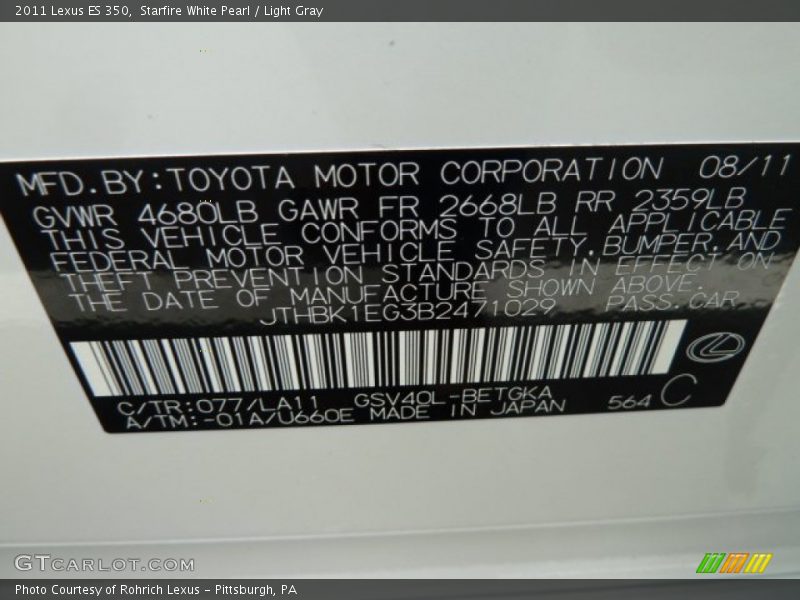 2011 Lexus ES 350, Starfire White Pearl / Light Gray
MFD.BY:TOYOTA MOTOR CORPORATION 08/11
GVWR 4680LB GAWR FR 2668LB RR 2359LB
THIS VEHICLE CONFORMS TO ALL APPLICABLE
FEDERAL MOTOR VEHICLE SAFETY,BUMPER,AND
THEFT PREVENTION STANDARDS IN EFFECT ON
THE DATE OF MANUFACTURE SHOWN ABOVE.
JTHBK1EG3B2471029 PASS.CAR
C/TR:077/LA11 GSV40L-BETGKA
A/TM:-01A/U660E MADE IN JAPAN 564 C
GTCARLOT.COM
Photo Courtesy of Rohrich Lexus - Pittsburgh, PA